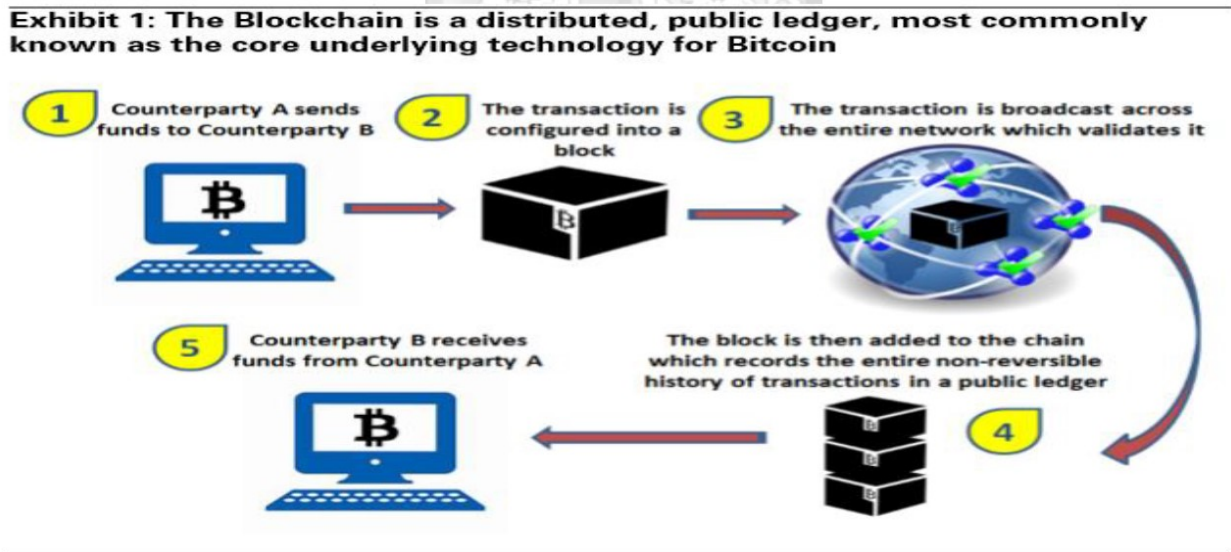 Exhibit 1: The Blockchain is a distributed, public ledger, most commonly
known as the core underlying technology for Bitcoin
1
Counterparty A sends
funds to Counterparty B
2
The transaction is
configured into a
block
3
The transaction is broadcast across
the entire network which validates it
B
B
B
5
Counterparty B receives
funds from Counterparty A
The block is then added to the chain
which records the entire non-reversible
history of transactions in a public ledger
4
B
B
B
B